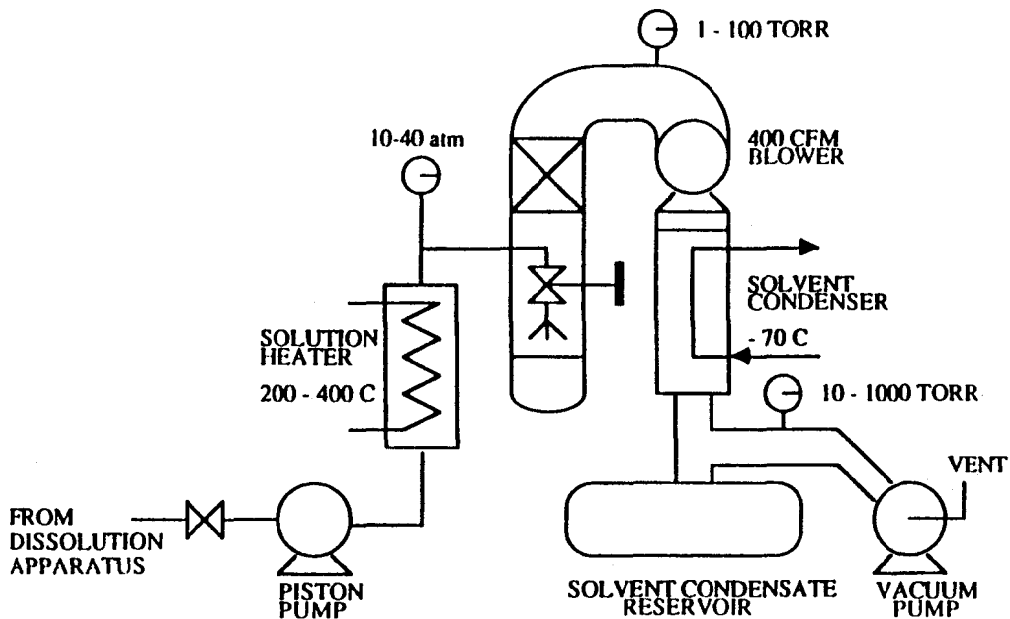 1 - 100 TORR
10-40 atm
400 CFM
BLOWER
SOLVENT
CONDENSER
- 70 C
SOLUTION
HEATER
200 - 400 C
10 - 1000 TORR
VENT
FROM
DISSOLUTION
APPARATUS
PISTON
PUMP
SOLVENT CONDENSATE
RESERVOIR
VACUUM
PUMP